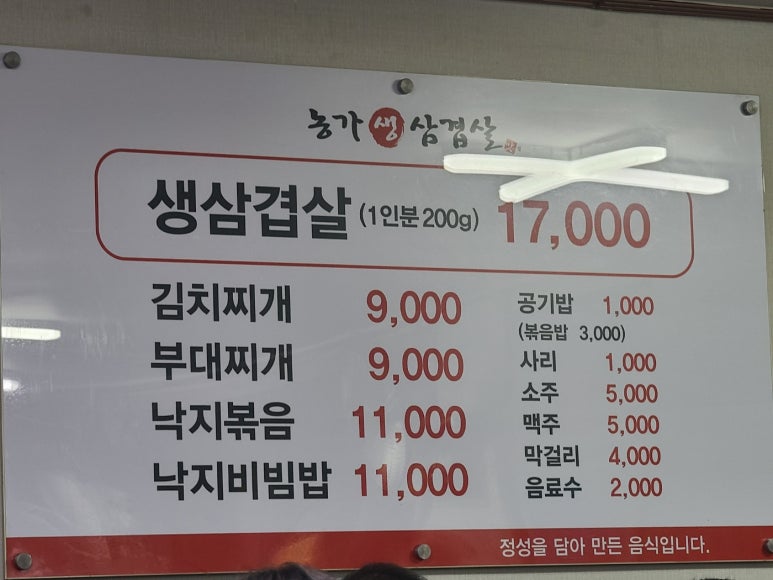 농가 생 삼겹살
생삼겹살 (1인분 200g) 17,000
김치찌개 9,000
부대찌개 9,000
낙지볶음 11,000
낙지비빔밥 11,000
공기밥 1,000
(볶음밥 3,000)
사리 1,000
소주 5,000
맥주 5,000
막걸리 4,000
음료수 2,000
정성을 담아 만든 음식입니다.